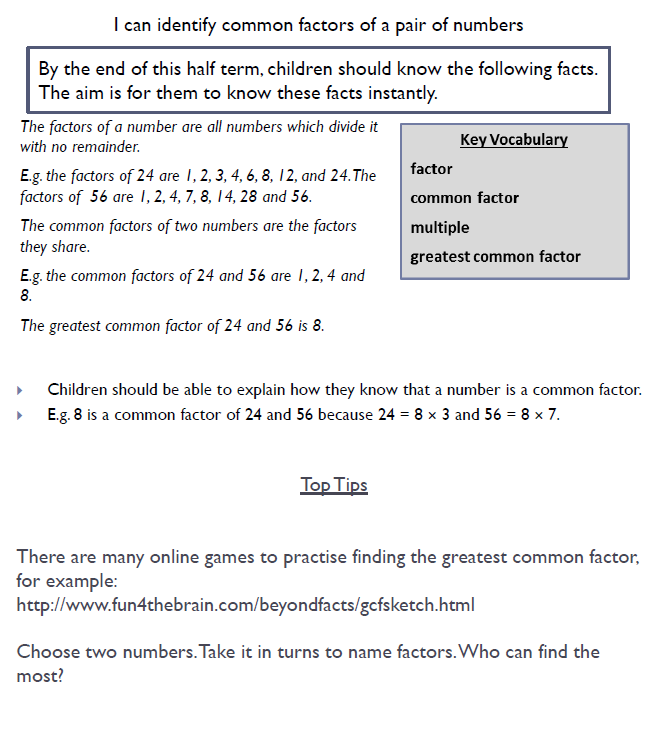 I can identify common factors of a pair of numbers
By the end of this half term, children should know the following facts.
The aim is for them to know these facts instantly.
The factors of a number are all numbers which divide it
with no remainder.
E.g. the factors of 24 are 1, 2, 3, 4, 6, 8, 12, and 24. The
factors of 56 are 1, 2, 4, 7, 8, 14, 28 and 56.
The common factors of two numbers are the factors
they share.
E.g. the common factors of 24 and 56 are 1, 2, 4 and
8.
The greatest common factor of 24 and 56 is 8.
Key Vocabulary
factor
common factor
multiple
greatest common factor
Children should be able to explain how they know that a number is a common factor.
E.g. 8 is a common factor of 24 and 56 because 24 = 8 × 3 and 56 = 8 × 7.
Top Tips
There are many online games to practise finding the greatest common factor,
for example:
http://www.fun4thebrain.com/beyondfacts/gcfsketch.html
Choose two numbers. Take it in turns to name factors. Who can find the
most?